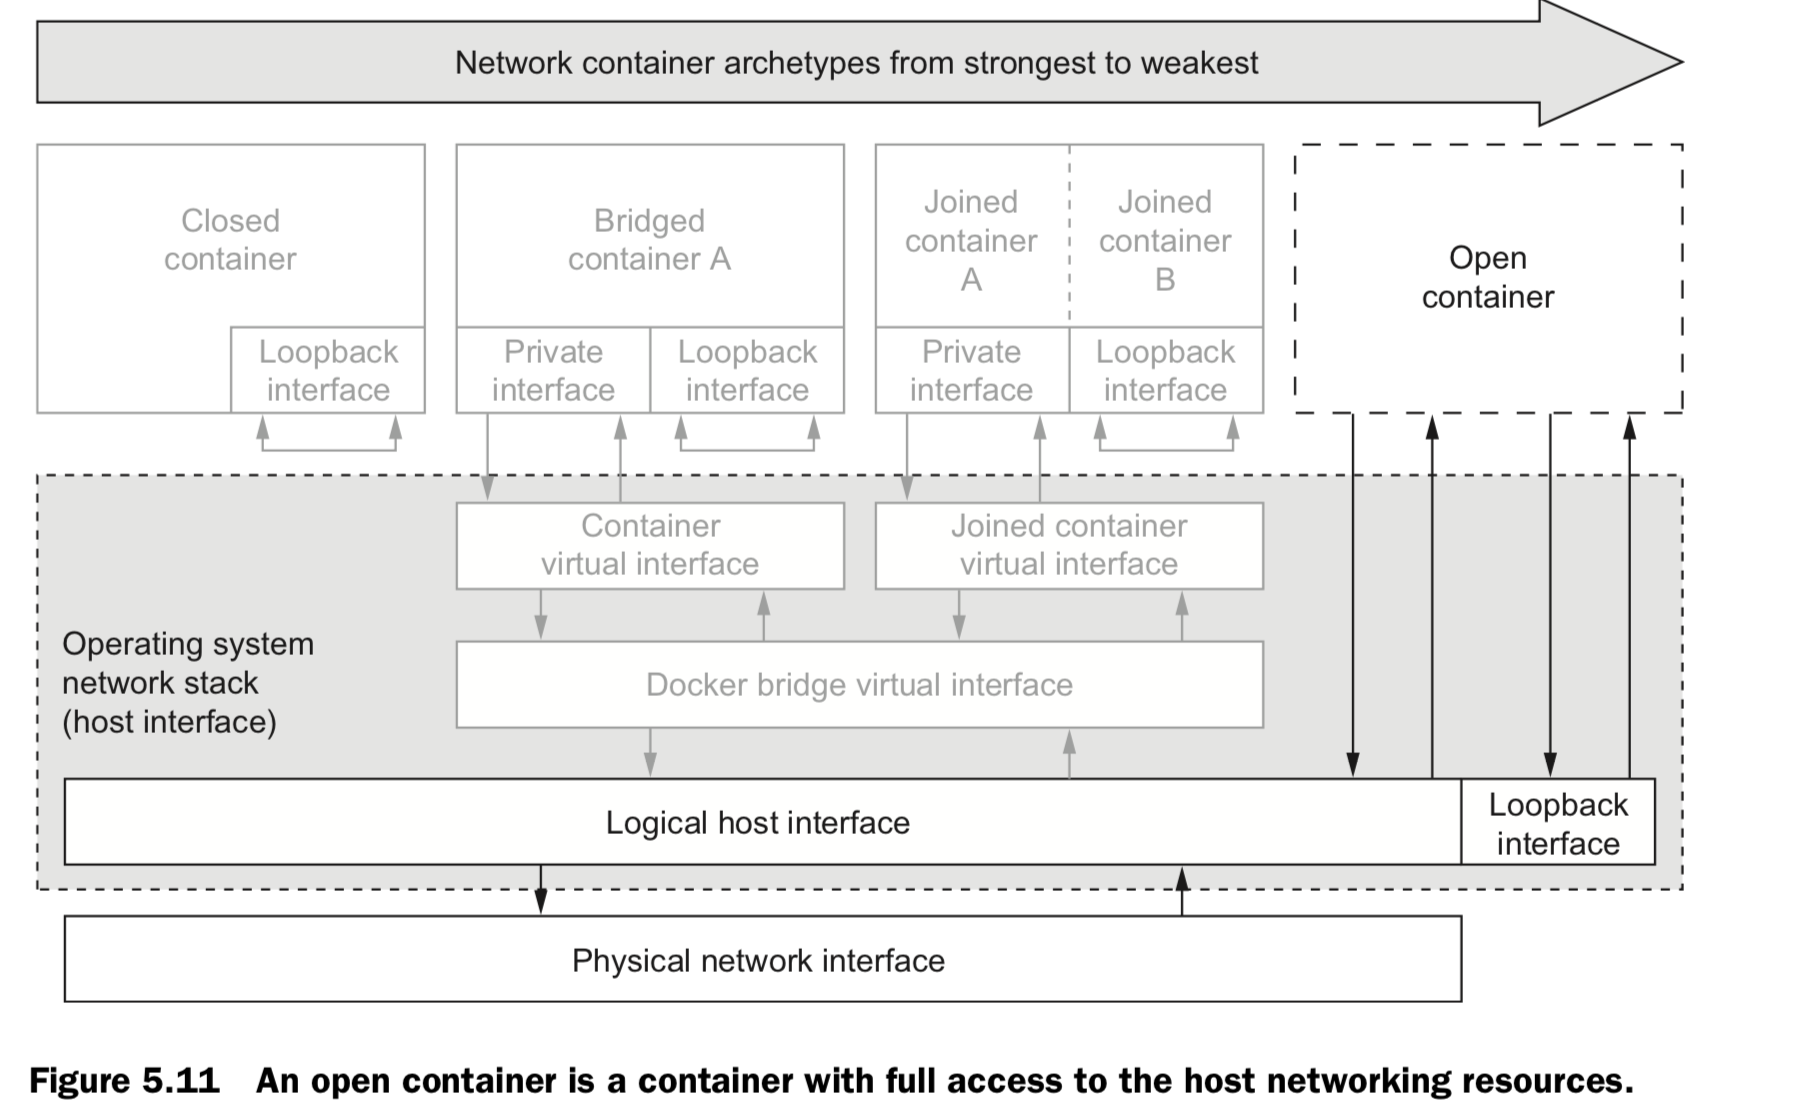 Network container archetypes from strongest to weakest
Closed
container
Loopback
interface
Bridged
container A
Private
interface
Loopback
interface
Joined
container
A
Joined
container
B
Private
interface
Loopback
interface
Open
container
Container
virtual interface
Joined container
virtual interface
Operating system
network stack
(host interface)
Docker bridge virtual interface
Logical host interface
Loopback
interface
Physical network interface
Figure 5.11 An open container is a container with full access to the host networking resources.